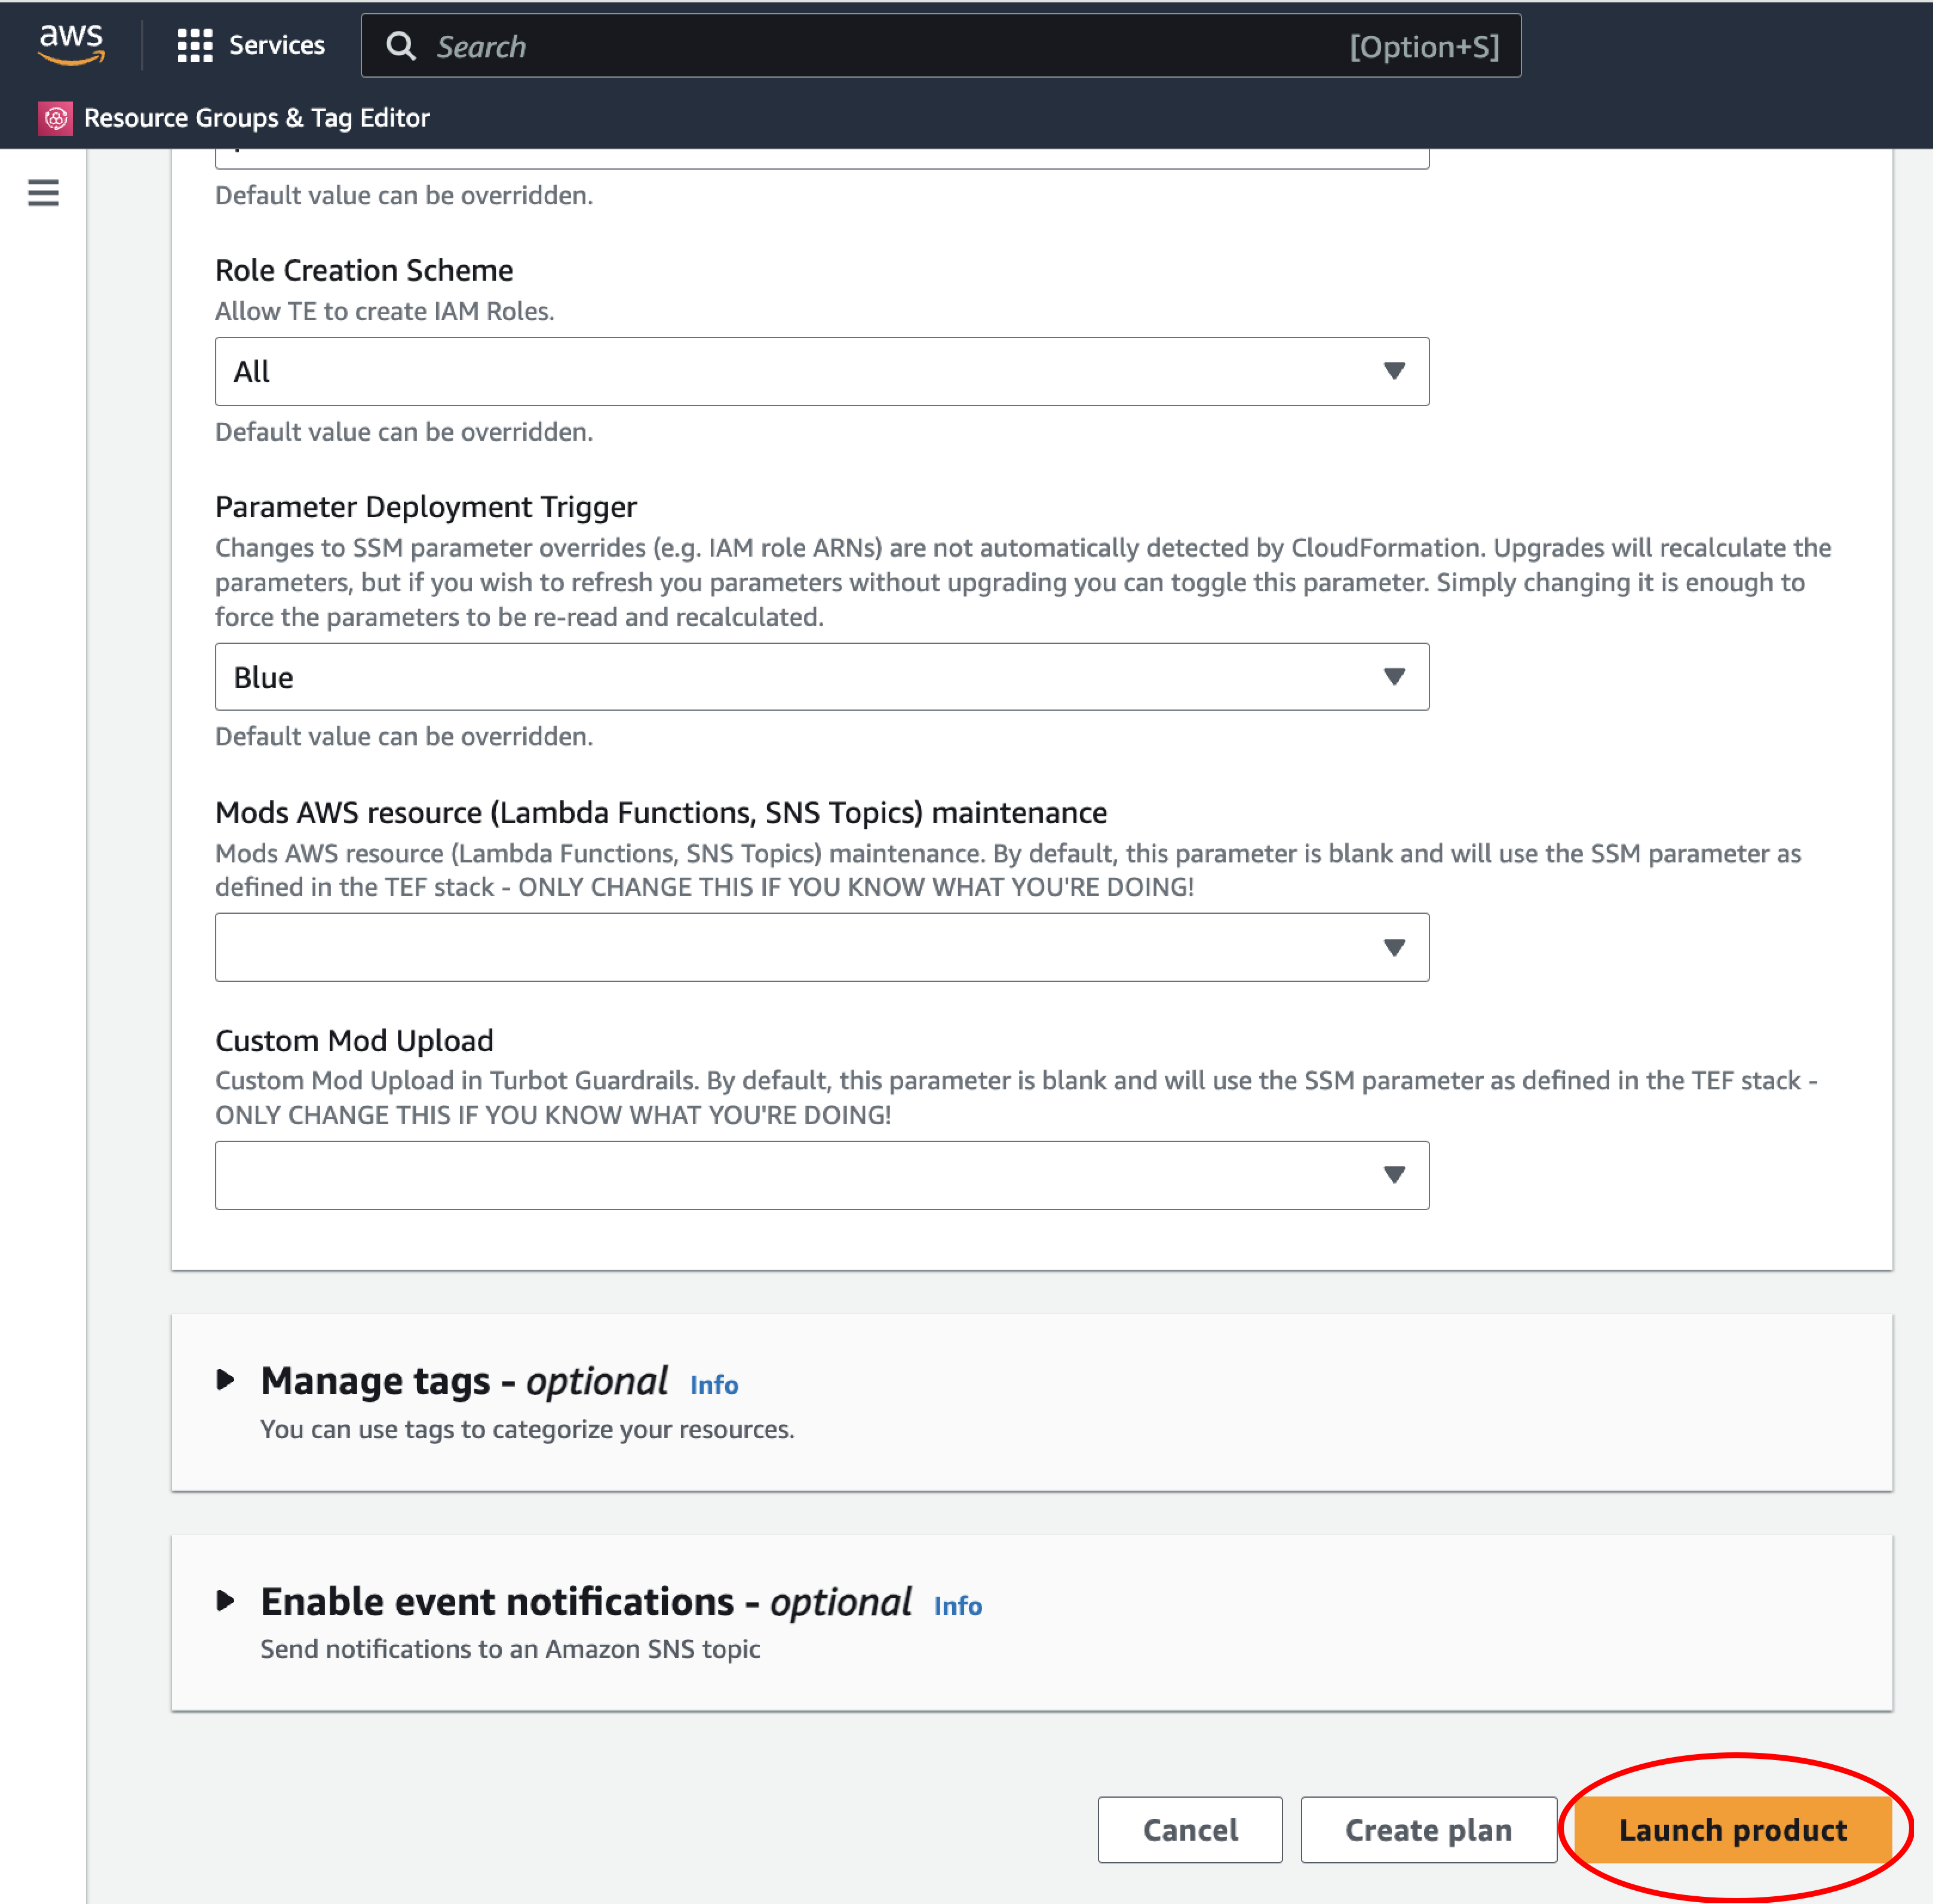 aws
Services
Search
[Option+S]
Resource Groups & Tag Editor
Default value can be overridden.
Role Creation Scheme
Allow TE to create IAM Roles.
All
Default value can be overridden.
Parameter Deployment Trigger
Changes to SSM parameter overrides (e.g. IAM role ARNs) are not automatically detected by CloudFormation. Upgrades will recalculate the
parameters, but if you wish to refresh you parameters without upgrading you can toggle this parameter. Simply changing it is enough to
force the parameters to be re-read and recalculated.
Blue
Default value can be overridden.
Mods AWS resource (Lambda Functions, SNS Topics) maintenance
Mods AWS resource (Lambda Functions, SNS Topics) maintenance. By default, this parameter is blank and will use the SSM parameter as
defined in the TEF stack - ONLY CHANGE THIS IF YOU KNOW WHAT YOU'RE DOING!
Custom Mod Upload
Custom Mod Upload in Turbot Guardrails. By default, this parameter is blank and will use the SSM parameter as defined in the TEF stack -
ONLY CHANGE THIS IF YOU KNOW WHAT YOU'RE DOING!
Manage tags - optional Info
You can use tags to categorize your resources.
Enable event notifications - optional Info
Send notifications to an Amazon SNS topic
Cancel
Create plan
Launch product